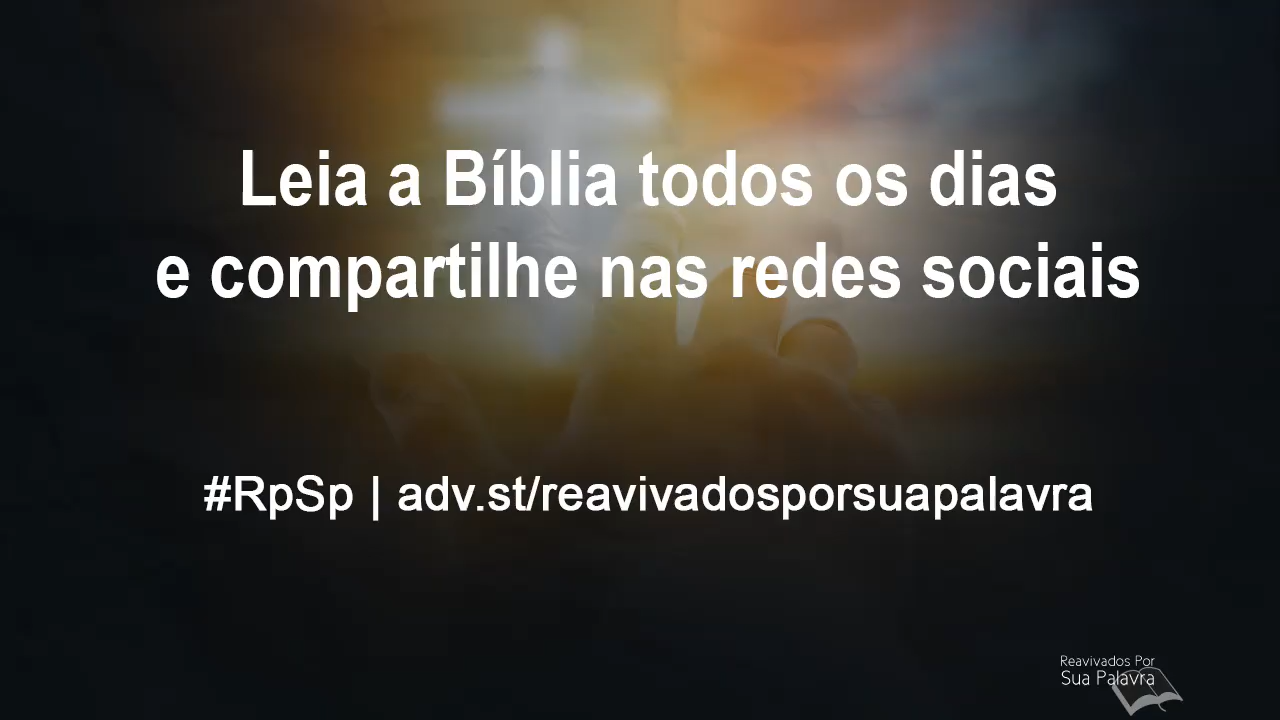 Leia a Bíblia todos os dias
e compartilhe nas redes sociais
#RpSp | adv.st/reavivadosporsuapalavra
Reavivados Por
Sua Palavra